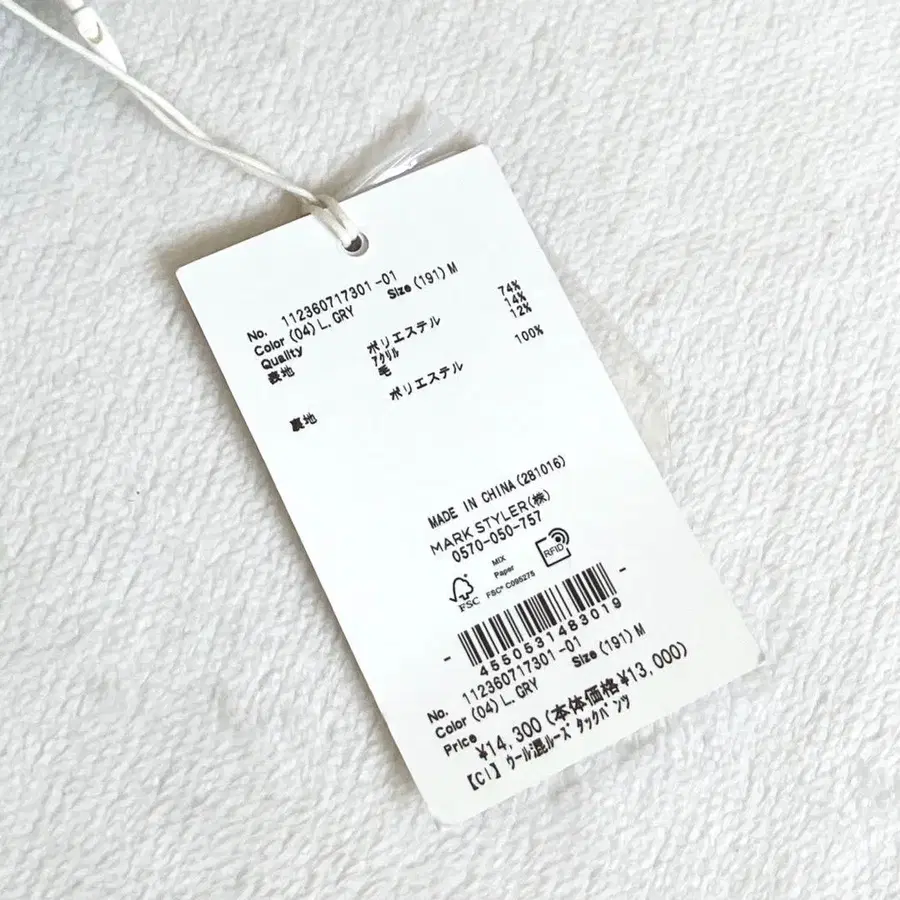 No. 112360717301-01
Color (04) L. GRY Size (191) M
Quality
表地 ポリエステル 74%
アクリル 14%
毛 12%
裏地 ポリエステル 100%
MADE IN CHINA (281016)
MARK STYLER(株)
0570-050-757
FSC
MIX
Paper
FSC® C095275
RFID
4550531483019
No. 112360717301-01
Color (04) L. GRY Size (191) M
Price
¥14,300 (本体価格¥13,000)
【CI】ウール混ルーズタックパンツ